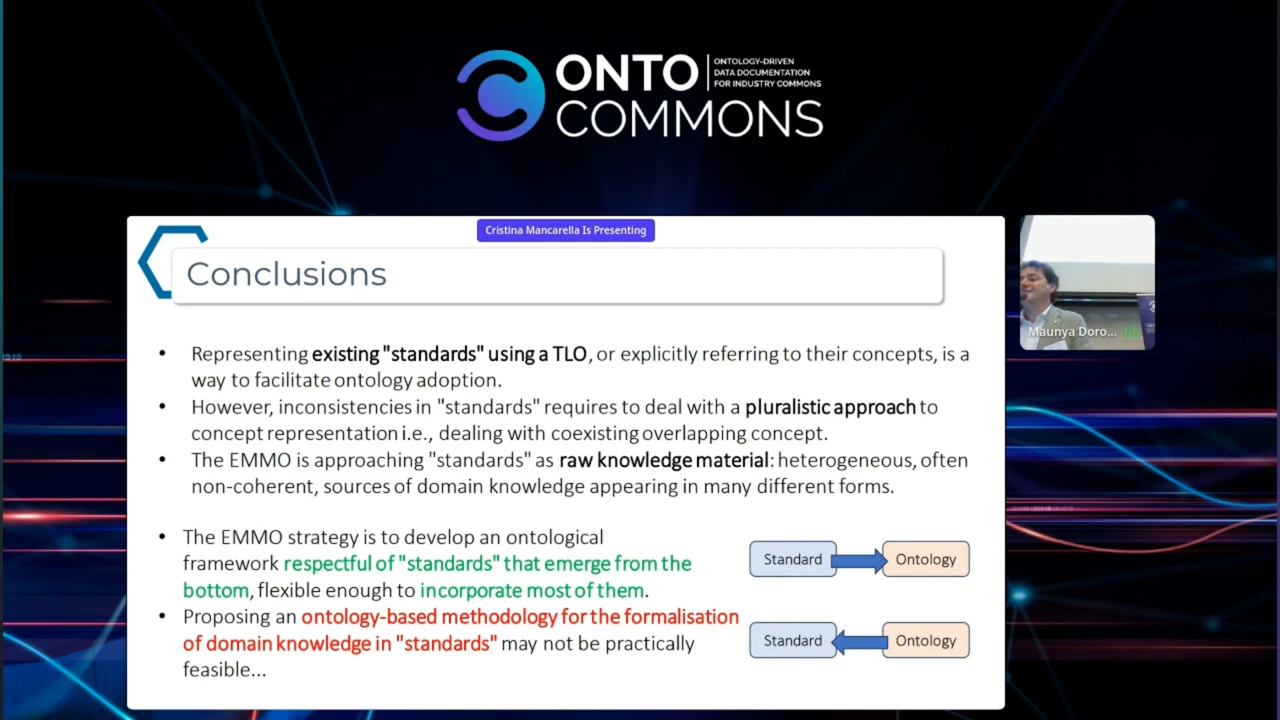 ONTO
COMMONS
ONTOLOGY-DRIVEN
DATA DOCUMENTATION
FOR INDUSTRY COMMONS
Cristina Mancarella Is Presenting
Conclusions
• Representing existing "standards" using a TLO, or explicitly referring to their concepts, is a
way to facilitate ontology adoption.
• However, inconsistencies in "standards" requires to deal with a pluralistic approach to
concept representation i.e., dealing with coexisting overlapping concept.
• The EMMO is approaching "standards" as raw knowledge material: heterogeneous, often
non-coherent, sources of domain knowledge appearing in many different forms.
• The EMMO strategy is to develop an ontological
framework respectful of "standards" that emerge from the
bottom, flexible enough to incorporate most of them.
Standard
Ontology
• Proposing an ontology-based methodology for the formalisation
of domain knowledge in "standards" may not be practically
feasible...
Standard
Ontology
Maunya Doro...